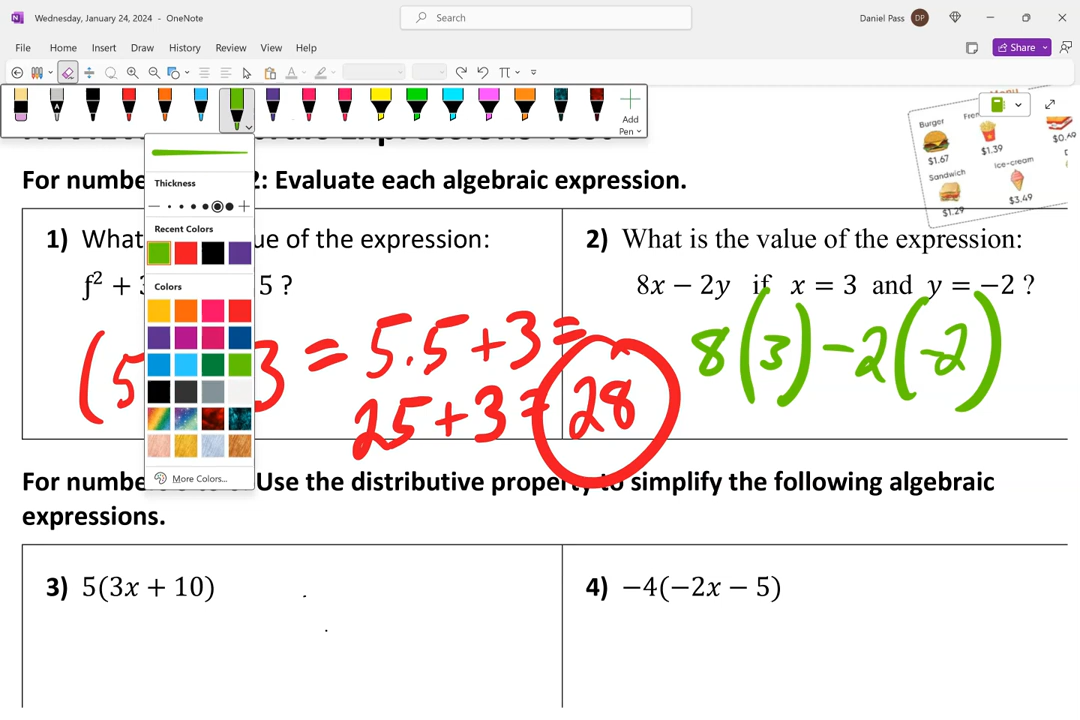 Wednesday, January 24, 2024 - OneNote
Search
Daniel Pass DP
File Home Insert Draw History Review View Help
Share
Add
Pen
Thickness
Recent Colors
Colors
More Colors...
Burger
$1.67
$1.39
Sandwich
$1.29
Ice-cream
$3.49
For numbe 2: Evaluate each algebraic expression.
1) What ue of the expression:
f² + 5 ?
(5 3 = 5.5+3=
25+3=28
2) What is the value of the expression:
8x − 2y if x = 3 and y = −2 ?
8(3)-2(-2)
For numbe Use the distributive property to simplify the following algebraic
expressions.
3) 5(3x + 10)
4) −4(−2x − 5)